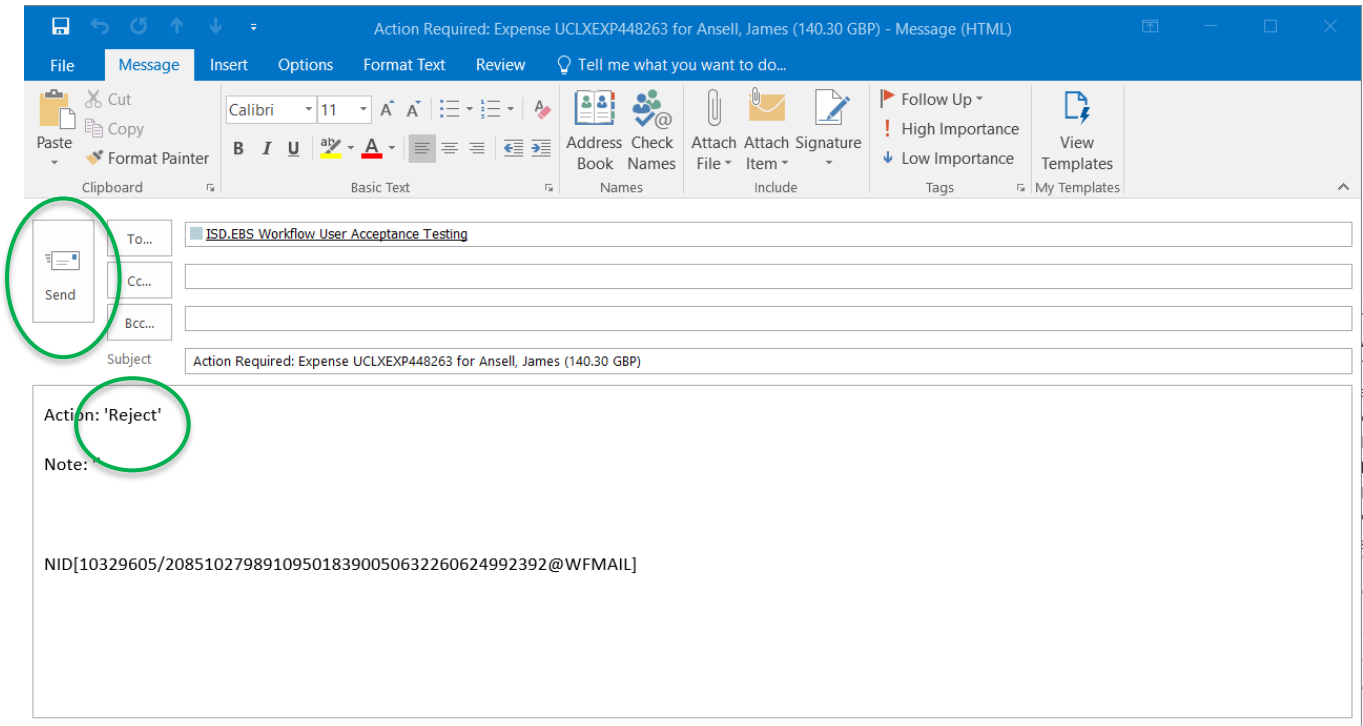 Action Required: Expense UCLXEXP448263 for Ansell, James (140.30 GBP) - Message (HTML)
File Message Insert Options Format Text Review Tell me what you want to do...
Paste
Cut
Copy
Format Painter
Clipboard
Calibri 11 A A
B I U ab A
Basic Text
Address Book
Check Names
Names
Attach File
Attach Item
Signature
Include
Follow Up
High Importance
Low Importance
Tags
View Templates
My Templates
Send
To... ISD.EBS Workflow User Acceptance Testing
Cc...
Bcc...
Subject Action Required: Expense UCLXEXP448263 for Ansell, James (140.30 GBP)
Action: 'Reject'
Note: ''
NID[10329605/208510279891095018390050632260624992392@WFMAIL]